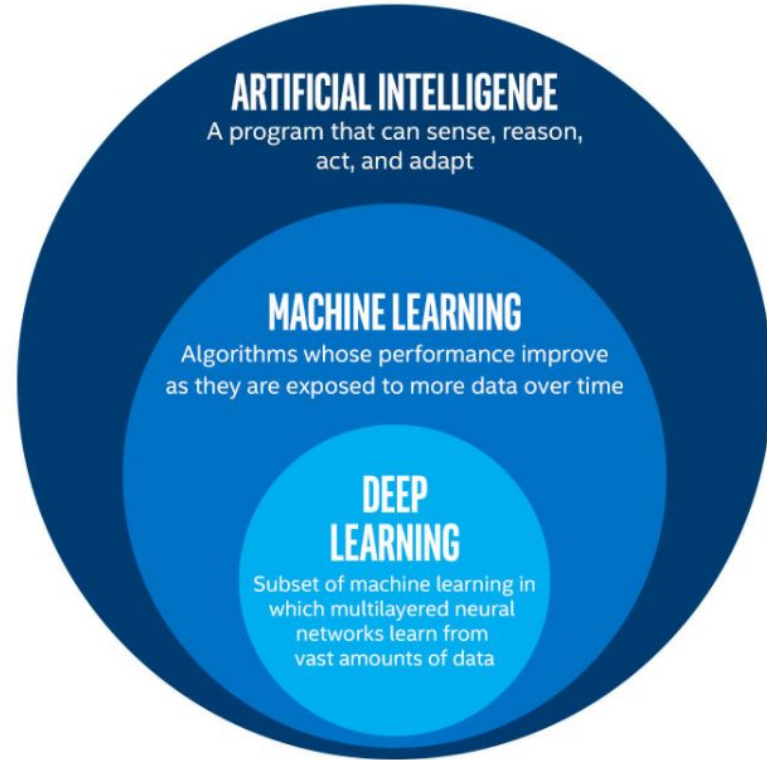 ARTIFICIAL INTELLIGENCE
A program that can sense, reason,
act, and adapt
MACHINE LEARNING
Algorithms whose performance improve
as they are exposed to more data over time
DEEP
LEARNING
Subset of machine learning in
which multilayered neural
networks learn from
vast amounts of data